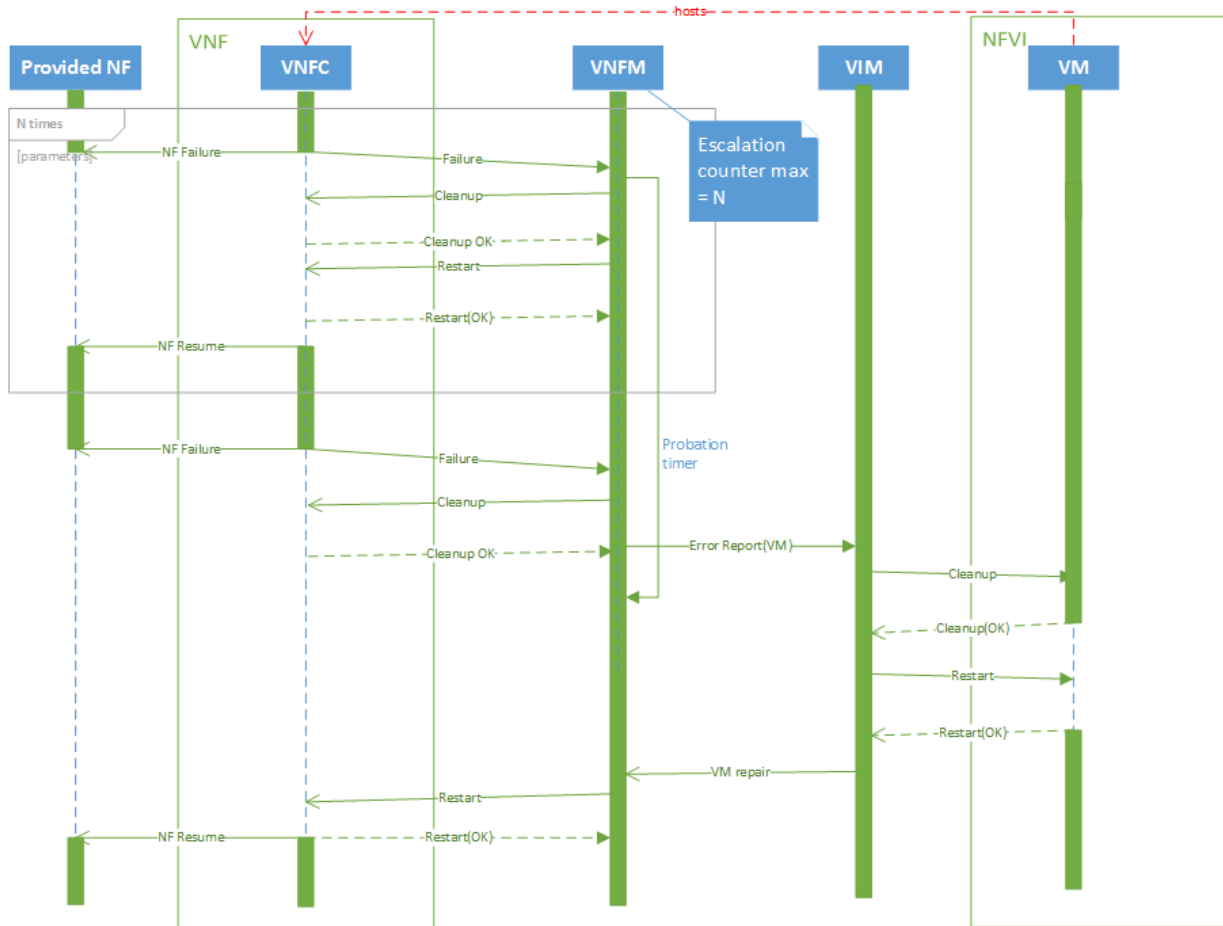 hosts
VNF
NFVI
Provided NF
VNFC
VNFM
VIM
VM
N times
[parameters]
Escalation
counter max
= N
NF Failure
Failure
Cleanup
Cleanup OK
Restart
Restart(OK)
NF Resume
Probation
timer
NF Failure
Failure
Cleanup
Error Report(VM)
Cleanup OK
Cleanup
Cleanup(OK)
Restart
Restart(OK)
VM repair
Restart
NF Resume
Restart(OK)